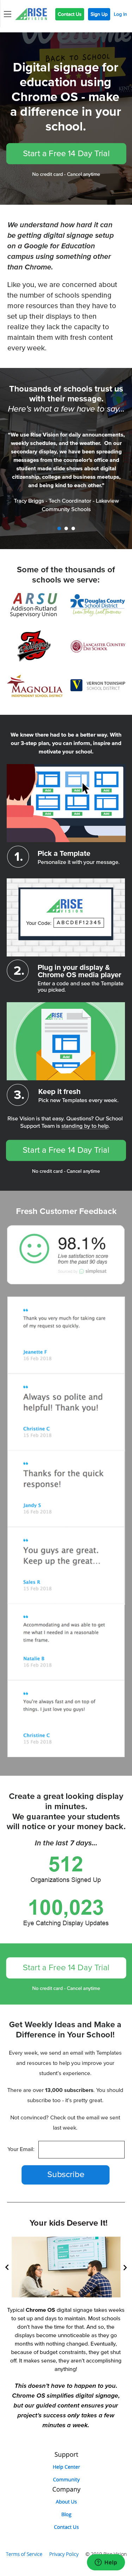 RISE VISION
Contact Us
Sign Up
Log in
Digital signage for
education using
Chrome OS - make
a difference in your
school.
Start a Free 14 Day Trial
No credit card - Cancel anytime
We understand how hard it can
be getting digital signage setup
on a Google for Education
campus using something other
than Chrome.
Like you, we are concerned about
the number of schools spending
enormous resources on getting
their displays setup to then
realize they lack the capacity to
maintain them with fresh content
every week.
Thousands of schools trust us
with their message.
Here's what a few have to say...
"We use Rise Vision for daily announcements,
weekly schedules, and the weather. On our
secondary display, we have been spreading
messages from the counselor's office and
student made slide shows about digital
citizenship, college and business meetups,
and being kind to each other."
Tracy Briggs - Tech Coordinator - Lakeview
Community Schools
Some of the thousands of
schools we serve:
ARSU
Addison-Rutland
Supervisory Union
Douglas County
School District
Learn today. Lead tomorrow.
LANCASTER COUNTRY
DAY SCHOOL
MAGNOLIA
INDEPENDENT SCHOOL DISTRICT
VERNON TOWNSHIP
SCHOOL DISTRICT
We know there had to be a better way. With
our 3-step plan, you can inform, inspire and
motivate your school.
1.
Pick a Template
Personalize it with your message.
RISE VISION
Your Code: ABCDEF12345
2.
Plug in your display &
Chrome OS media player
Enter a code and see the Template
you picked.
RISE VISION
3.
Keep it fresh
Pick new Templates every week.
Rise Vision is that easy. Questions? Our School
Support Team is standing by to help.
Start a Free 14 Day Trial
No credit card - Cancel anytime
Fresh Customer Feedback
98.1%
Live satisfaction score
from the past 90 days
simplesat
Thank you very much for taking care
of my request so quickly.
Jeanette F
16 Feb 2018
Always so polite and
helpful! Thank you!
Christine C
15 Feb 2018
Thanks for the quick
response!
Jandy S
16 Feb 2018
You guys are great.
Keep up the great...
Sales R
15 Feb 2018
Accommodating and was able to get
me what I needed in a reasonable
time frame.
Natalie B
16 Feb 2018
You're always fast and on top of
things. I just love you guys!
Christine C
15 Feb 2018
Create a great looking display
in minutes.
We guarantee your students
will notice or your money back.
In the last 7 days...
512
Organizations Signed Up
100,023
Eye Catching Display Updates
Start a Free 14 Day Trial
No credit card - Cancel anytime
Get Weekly Ideas and Make a
Difference in Your School!
Every week, we send an email with Templates
and resources to help you improve your
student's experience.
There are over 13,000 subscribers. You should
subscribe too - it's pretty great.
Not convinced? Check out the email we sent
last week.
Your Email:
Subscribe
Your kids Deserve It!
Typical Chrome OS digital signage takes weeks
to set up and days to maintain. Most schools
don't have the time for that. And so, the
displays become unnoticeable as they go
months with nothing changed. Eventually,
because of budget constraints, they get shut
off. It makes sense, they aren't accomplishing
anything!
This doesn't have to happen to you.
Chrome OS simplifies digital signage,
but our guided content ensures your
project's success only takes a few
minutes a week.
Support
Help Center
Community
Company
About Us
Blog
Contact Us
Terms of Service
Privacy Policy
Help